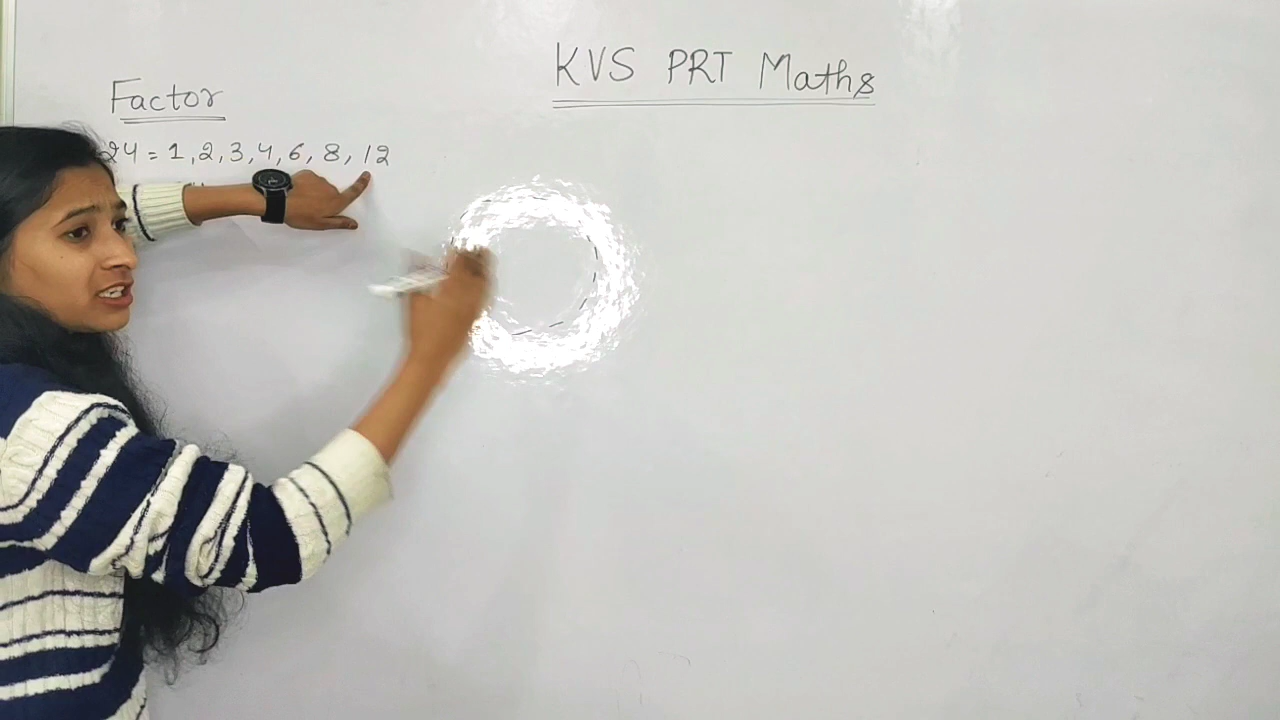 KVS PRT Maths
Factor
24 = 1, 2, 3, 4, 6, 8, 12